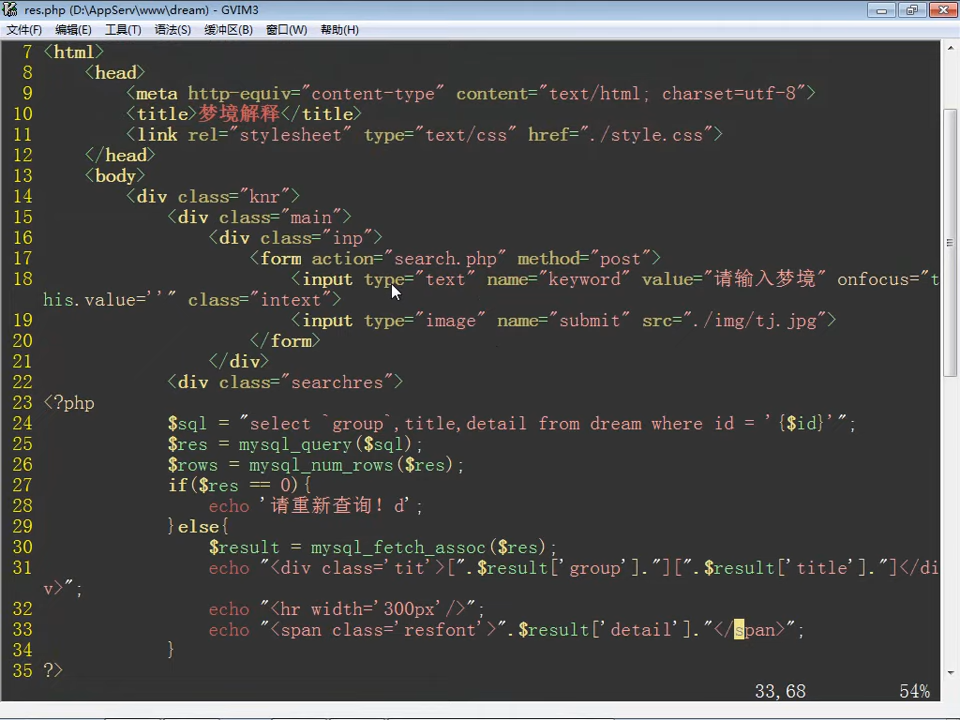 res.php (D:\AppServ\www\dream) - GVIM3
文件(F) 编辑(E) 工具(T) 语法(S) 缓冲区(B) 窗口(W) 帮助(H)
7 <html>
8 <head>
9 <meta http-equiv="content-type" content="text/html; charset=utf-8">
10 <title>梦境解释</title>
11 <link rel="stylesheet" type="text/css" href="./style.css">
12 </head>
13 <body>
14 <div class="knr">
15 <div class="main">
16 <div class="inp">
17 <form action="search.php" method="post">
18 <input type="text" name="keyword" value="请输入梦境" onfocus="t
his.value=''" class="intext">
19 <input type="image" name="submit" src="./img/tj.jpg">
20 </form>
21 </div>
22 <div class="searchres">
23 <?php
24 $sql = "select `group`,title,detail from dream where id = '{$id}'";
25 $res = mysql_query($sql);
26 $rows = mysql_num_rows($res);
27 if($res == 0){
28 echo '请重新查询！d';
29 }else{
30 $result = mysql_fetch_assoc($res);
31 echo "<div class='tit'>[".$result['group']."][".$result['title']."]</di
v>";
32 echo "<hr width='300px'/>";
33 echo "<span class='resfont'>".$result['detail']."</span>";
34 }
35 ?>
33,68 54%